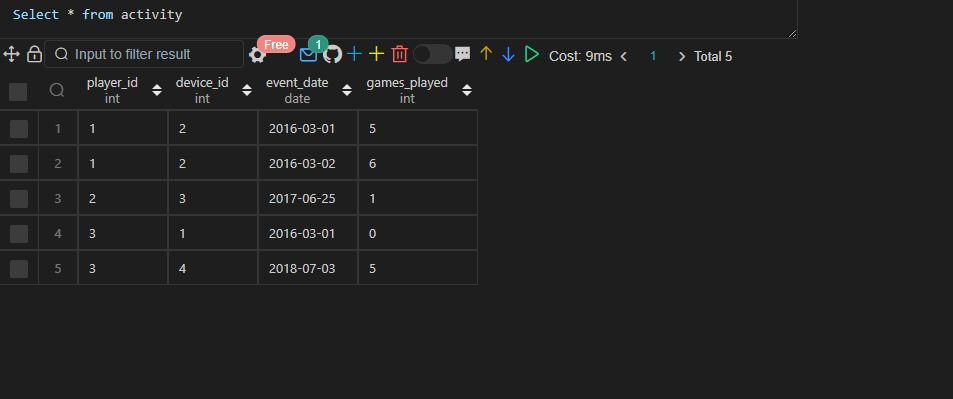 Select * from activity
Input to filter result Free 1 Cost: 9ms 1 Total 5
player_id device_id event_date games_played
int int date int
1 1 2 2016-03-01 5
2 1 2 2016-03-02 6
3 2 3 2017-06-25 1
4 3 1 2016-03-01 0
5 3 4 2018-07-03 5